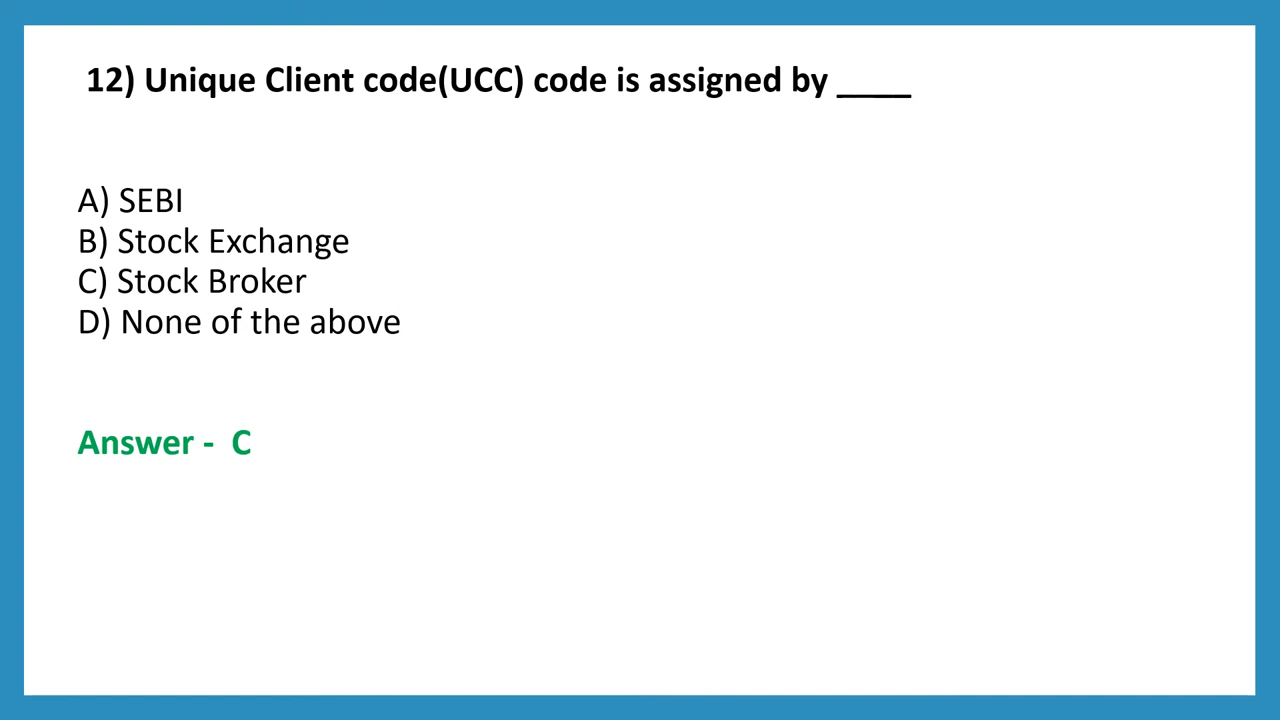 12) Unique Client code(UCC) code is assigned by ____
A) SEBI
B) Stock Exchange
C) Stock Broker
D) None of the above
Answer - C